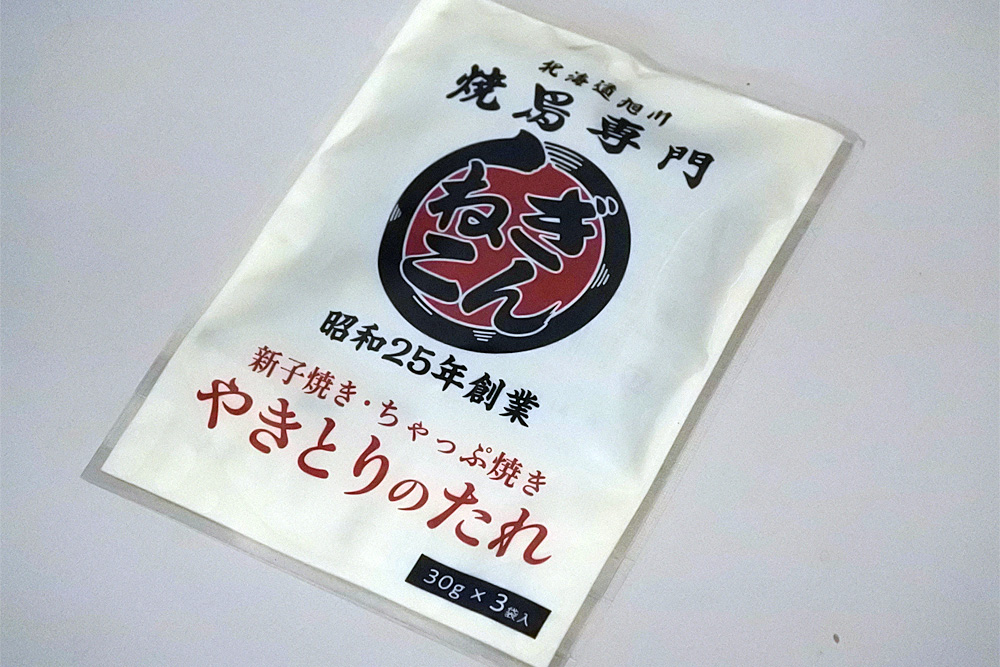 北海道旭川
焼鳥専門
ぎん
ねこ
昭和25年創業
新子焼き・ちゃっぷ焼き
やきとりのたれ
30g×3袋入